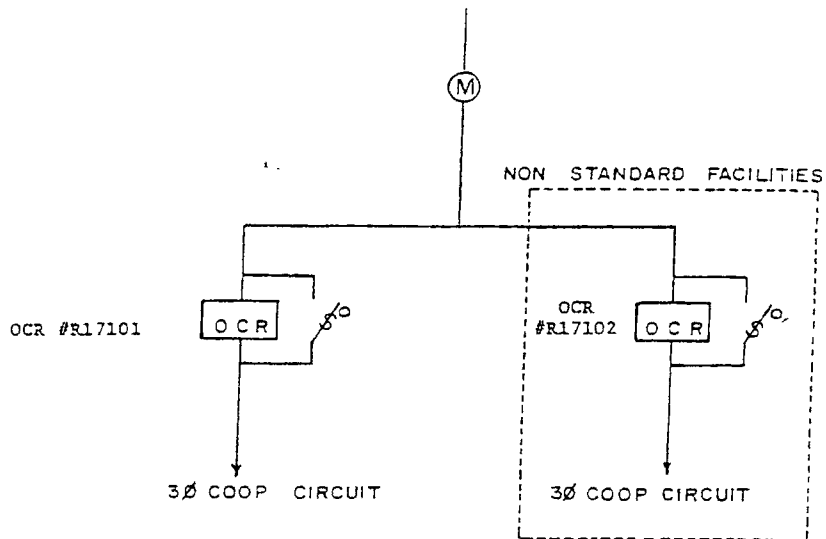 M
NON STANDARD FACILITIES
OCR #R17101
OCR
OCR
#R17102
OCR
3Ø COOP CIRCUIT
3Ø COOP CIRCUIT